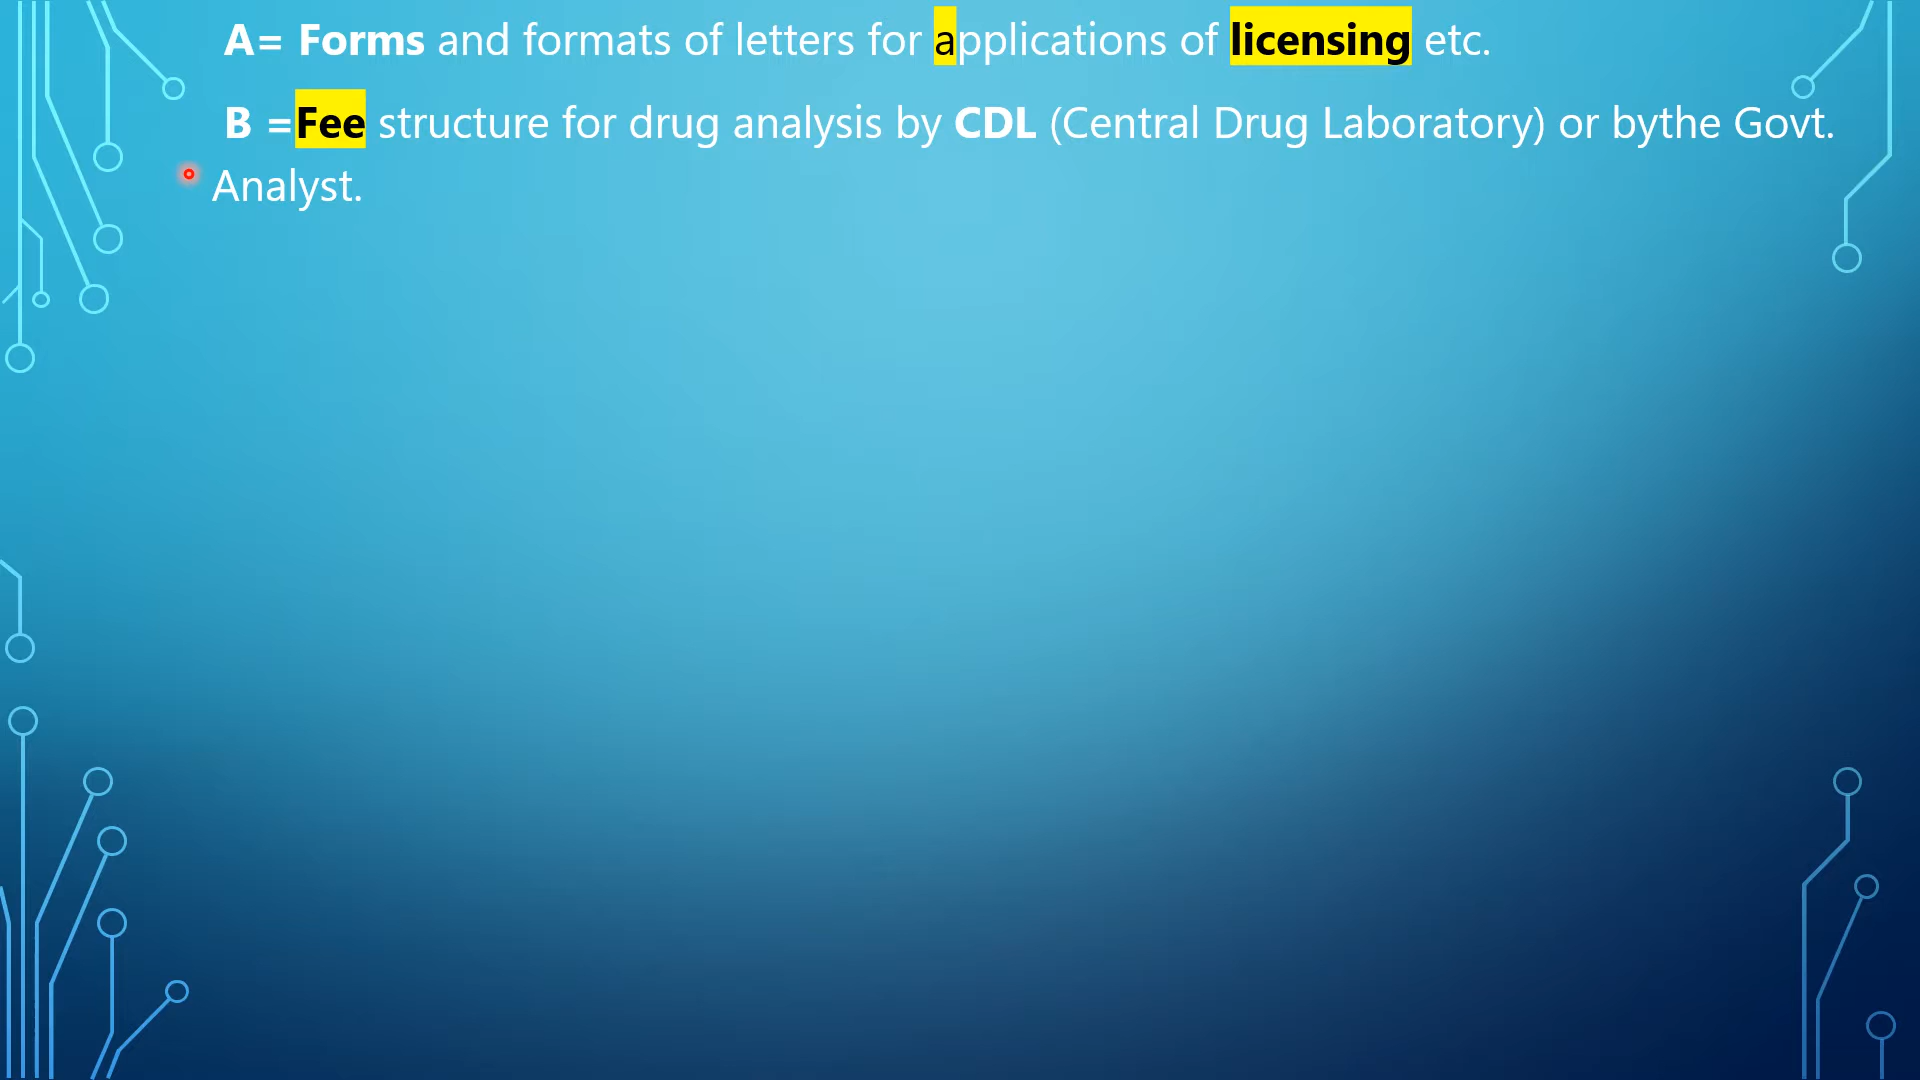 A= Forms and formats of letters for applications of licensing etc.
B =Fee structure for drug analysis by CDL (Central Drug Laboratory) or bythe Govt.
Analyst.